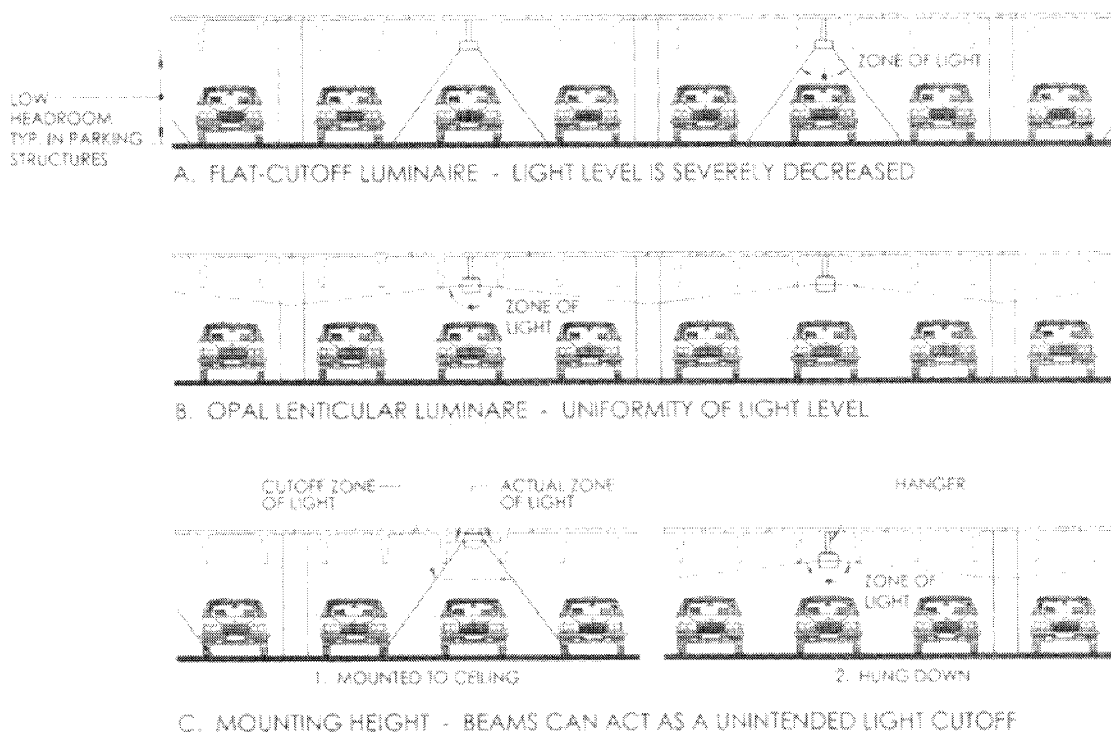 ZONE OF LIGHT
LOW
HEADROOM
TYP. IN PARKING
STRUCTURES
A. FLAT-CUTOFF LUMINAIRE - LIGHT LEVEL IS SEVERELY DECREASED
ZONE OF
LIGHT
B. OPAL LENTICULAR LUMINARE - UNIFORMITY OF LIGHT LEVEL
CUTOFF ZONE
OF LIGHT
ACTUAL ZONE
OF LIGHT
HANGER
ZONE OF
LIGHT
1. MOUNTED TO CEILING
2. HUNG DOWN
C. MOUNTING HEIGHT - BEAMS CAN ACT AS A UNINTENDED LIGHT CUTOFF